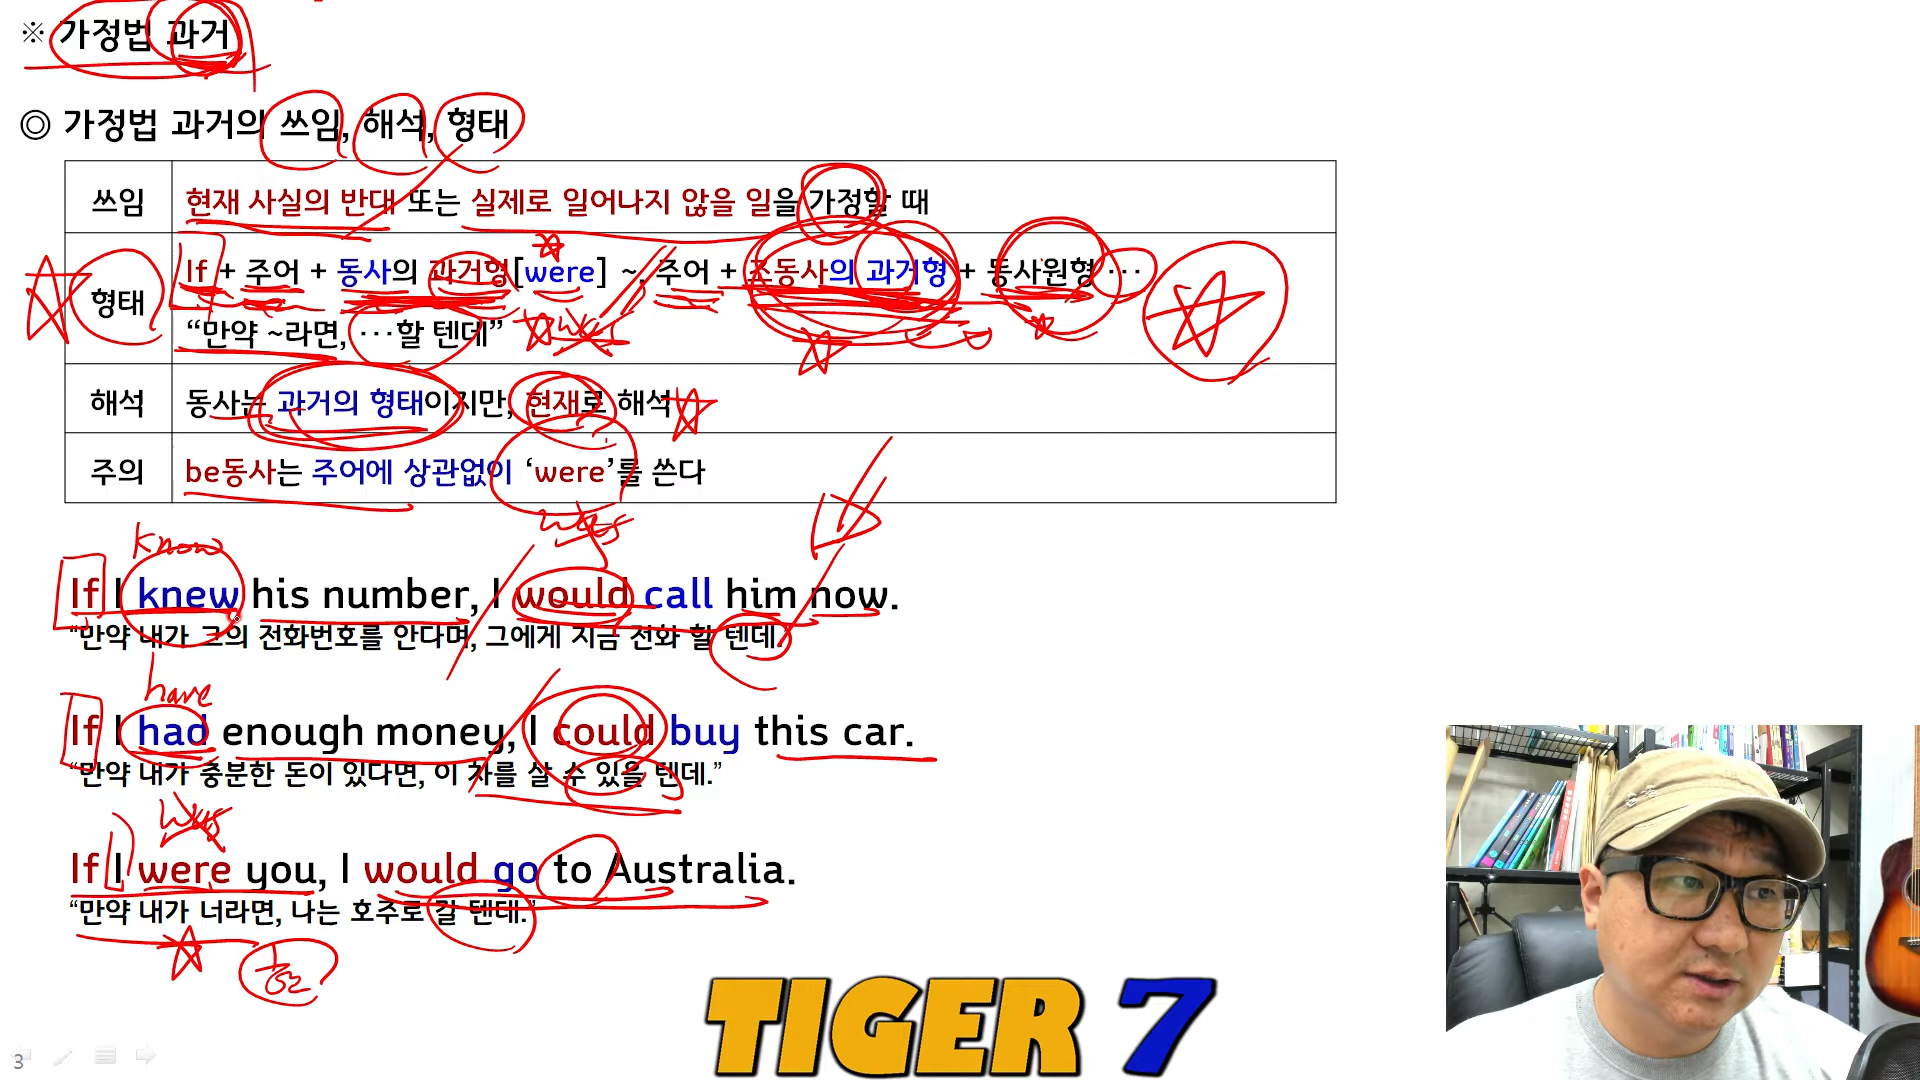 ※ 가정법 과거
◎ 가정법 과거의 쓰임, 해석, 형태
쓰임 현재 사실의 반대 또는 실제로 일어나지 않을 일을 가정할 때
형태 If + 주어 + 동사의 과거형[were] ~, 주어 + 조동사의 과거형 + 동사원형 …
“만약 ~라면, …할 텐데” was
해석 동사는 과거의 형태이지만, 현재로 해석
주의 be동사는 주어에 상관없이 ‘were’를 쓴다
was
know
If I knew his number, I would call him now.
“만약 내가 그의 전화번호를 안다며, 그에게 지금 전화 할 텐데.
have
If I had enough money, I could buy this car.
“만약 내가 충분한 돈이 있다면, 이 차를 살 수 있을 텐데.”
was
If I were you, I would go to Australia.
“만약 내가 너라면, 나는 호주로 갈 텐데.”
TIGER 7
3